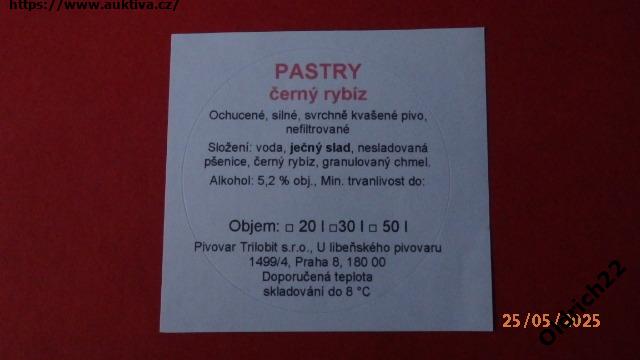 https://www.auktiva.cz/
PASTRY
černý rybíz
Ochucené, silné, svrchně kvašené pivo,
nefiltrované
Složení: voda, ječný slad, nesladovaná
pšenice, černý rybíz, granulovaný chmel.
Alkohol: 5,2 % obj., Min. trvanlivost do:
Objem: □ 20 l □30 l □ 50 l
Pivovar Trilobit s.r.o., U libeňského pivovaru
1499/4, Praha 8, 180 00
Doporučená teplota
skladování do 8 °C
25/05/2025
Oldrich22